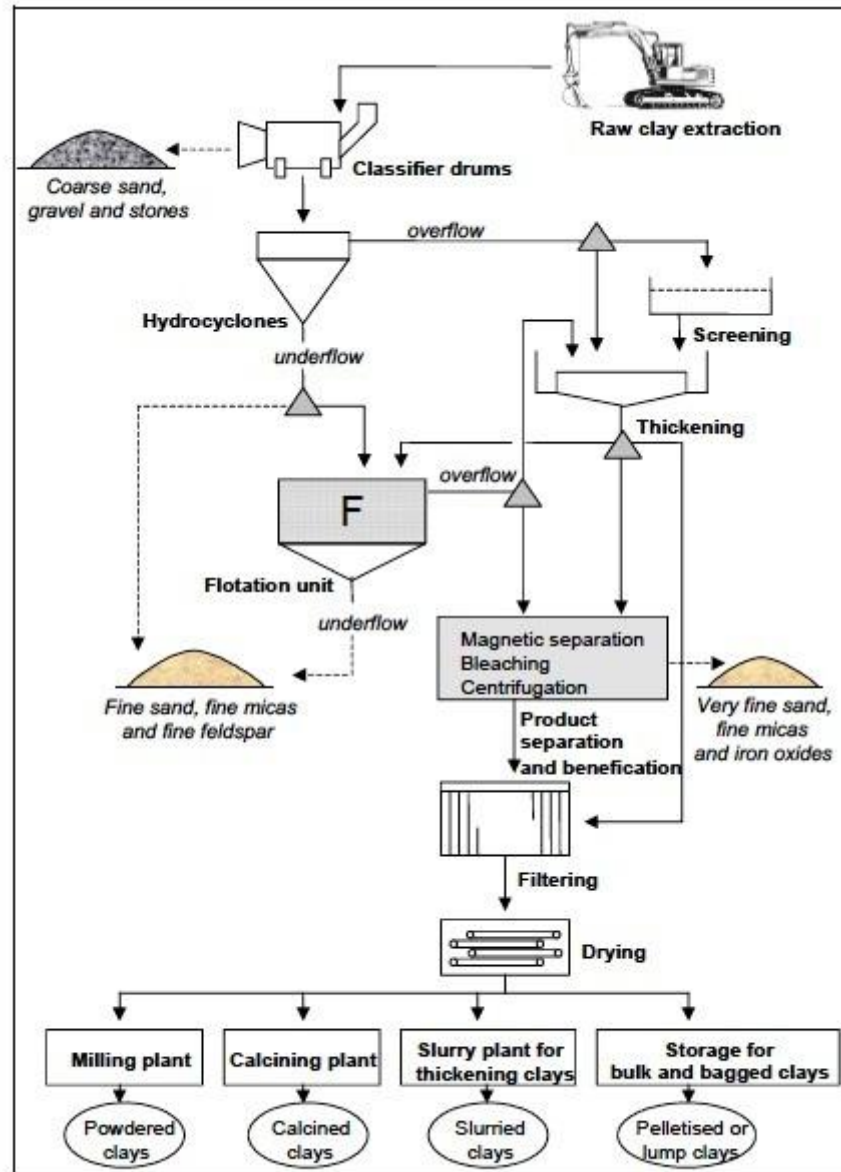 Raw clay extraction
Classifier drums
Coarse sand,
gravel and stones
overflow
Hydrocyclones
Screening
underflow
Thickening
overflow
F
Flotation unit
underflow
Magnetic separation
Bleaching
Centrifugation
Fine sand, fine micas
and fine feldspar
Very fine sand,
fine micas
and iron oxides
Product
separation
and benefication
Filtering
Drying
Milling plant
Calcining plant
Slurry plant for
thickening clays
Storage for
bulk and bagged clays
Powdered
clays
Calcined
clays
Slurried
clays
Pelletised or
Jump clays